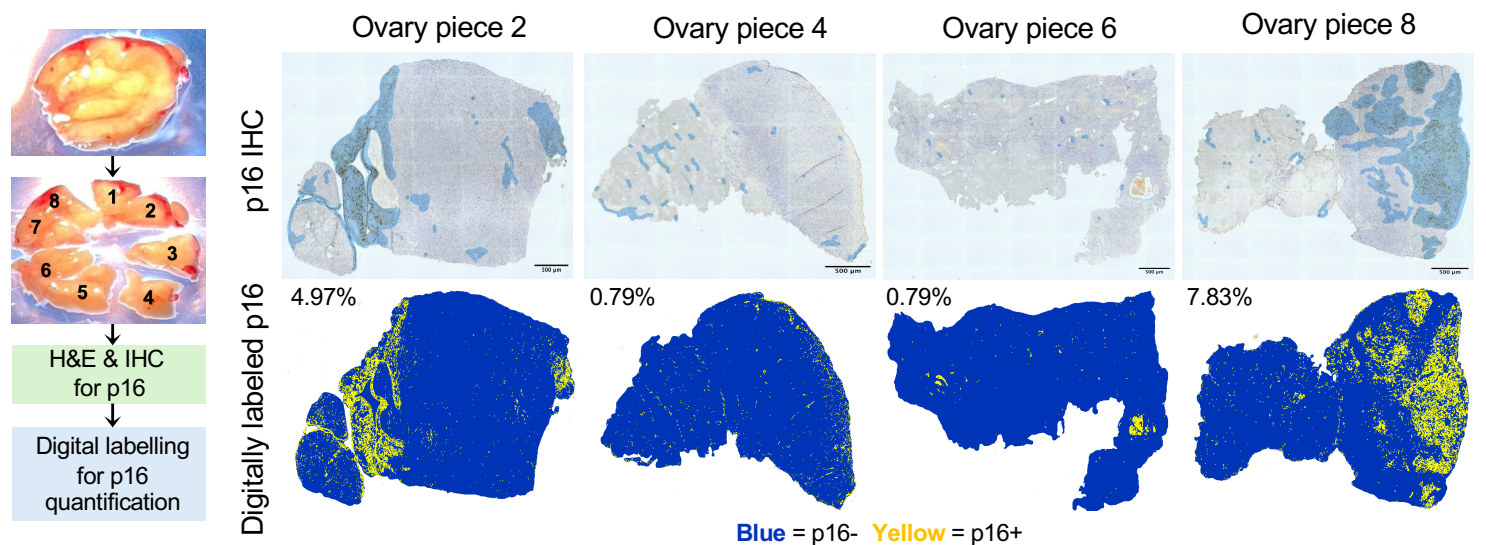 Ovary piece 2
Ovary piece 4
Ovary piece 6
Ovary piece 8
p16 IHC
500 µm
500 µm
500 µm
500 µm
8
1
2
7
3
6
5
4
H&E & IHC
for p16
Digital labelling
for p16
quantification
Digitally labeled p16
4.97%
0.79%
0.79%
7.83%
Blue = p16- Yellow = p16+